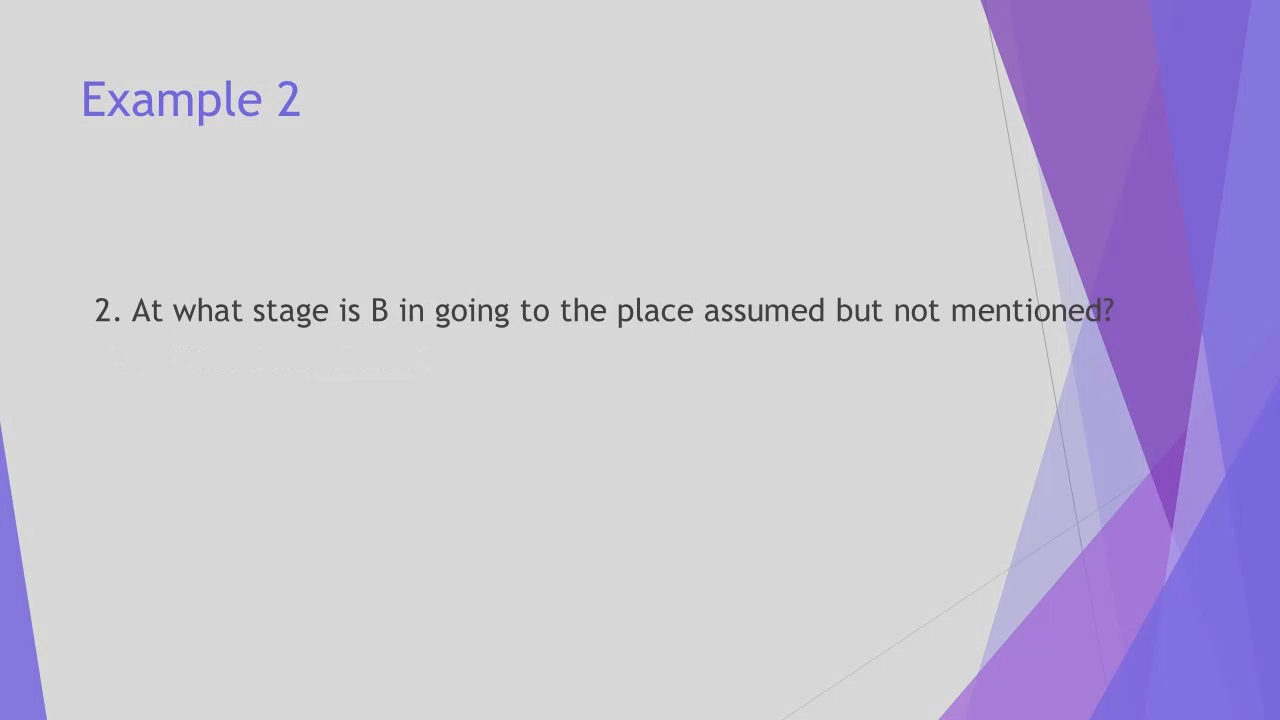 Example 2
2. At what stage is B in going to the place assumed but not mentioned?